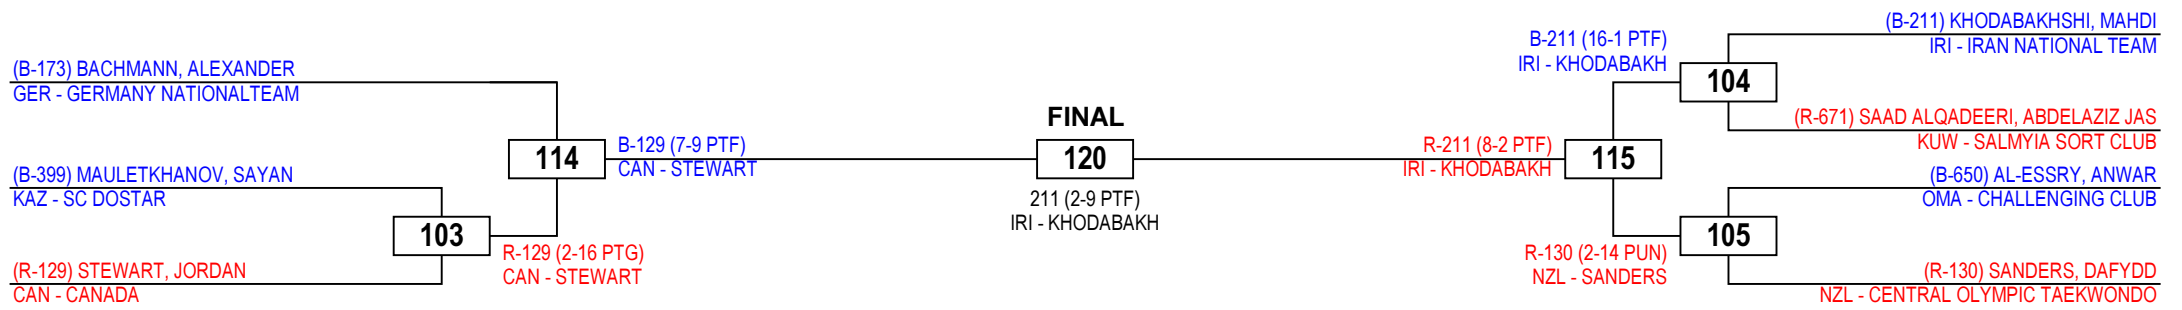 (B-173) BACHMANN, ALEXANDER
GER - GERMANY NATIONALTEAM
(B-399) MAULETKHANOV, SAYAN
KAZ - SC DOSTAR
(R-129) STEWART, JORDAN
CAN - CANADA
103
R-129 (2-16 PTG)
CAN - STEWART
114
B-129 (7-9 PTF)
CAN - STEWART
FINAL
120
211 (2-9 PTF)
IRI - KHODABAKH
R-211 (8-2 PTF)
IRI - KHODABAKH
115
B-211 (16-1 PTF)
IRI - KHODABAKH
104
R-130 (2-14 PUN)
NZL - SANDERS
105
(B-211) KHODABAKHSHI, MAHDI
IRI - IRAN NATIONAL TEAM
(R-671) SAAD ALQADEERI, ABDELAZIZ JAS
KUW - SALMYIA SORT CLUB
(B-650) AL-ESSRY, ANWAR
OMA - CHALLENGING CLUB
(R-130) SANDERS, DAFYDD
NZL - CENTRAL OLYMPIC TAEKWONDO